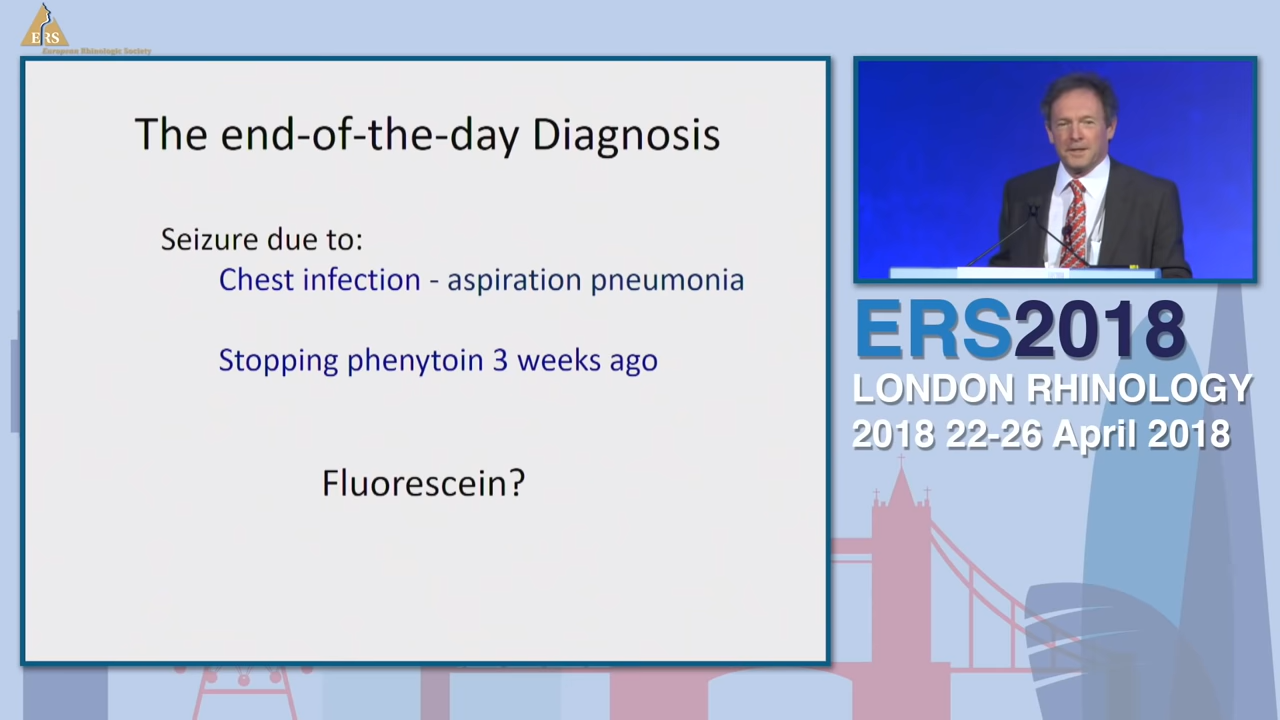 ERS
European Rhinologic Society
The end-of-the-day Diagnosis
Seizure due to:
Chest infection - aspiration pneumonia
Stopping phenytoin 3 weeks ago
Fluorescein?
ERS2018
LONDON RHINOLOGY
2018 22-26 April 2018